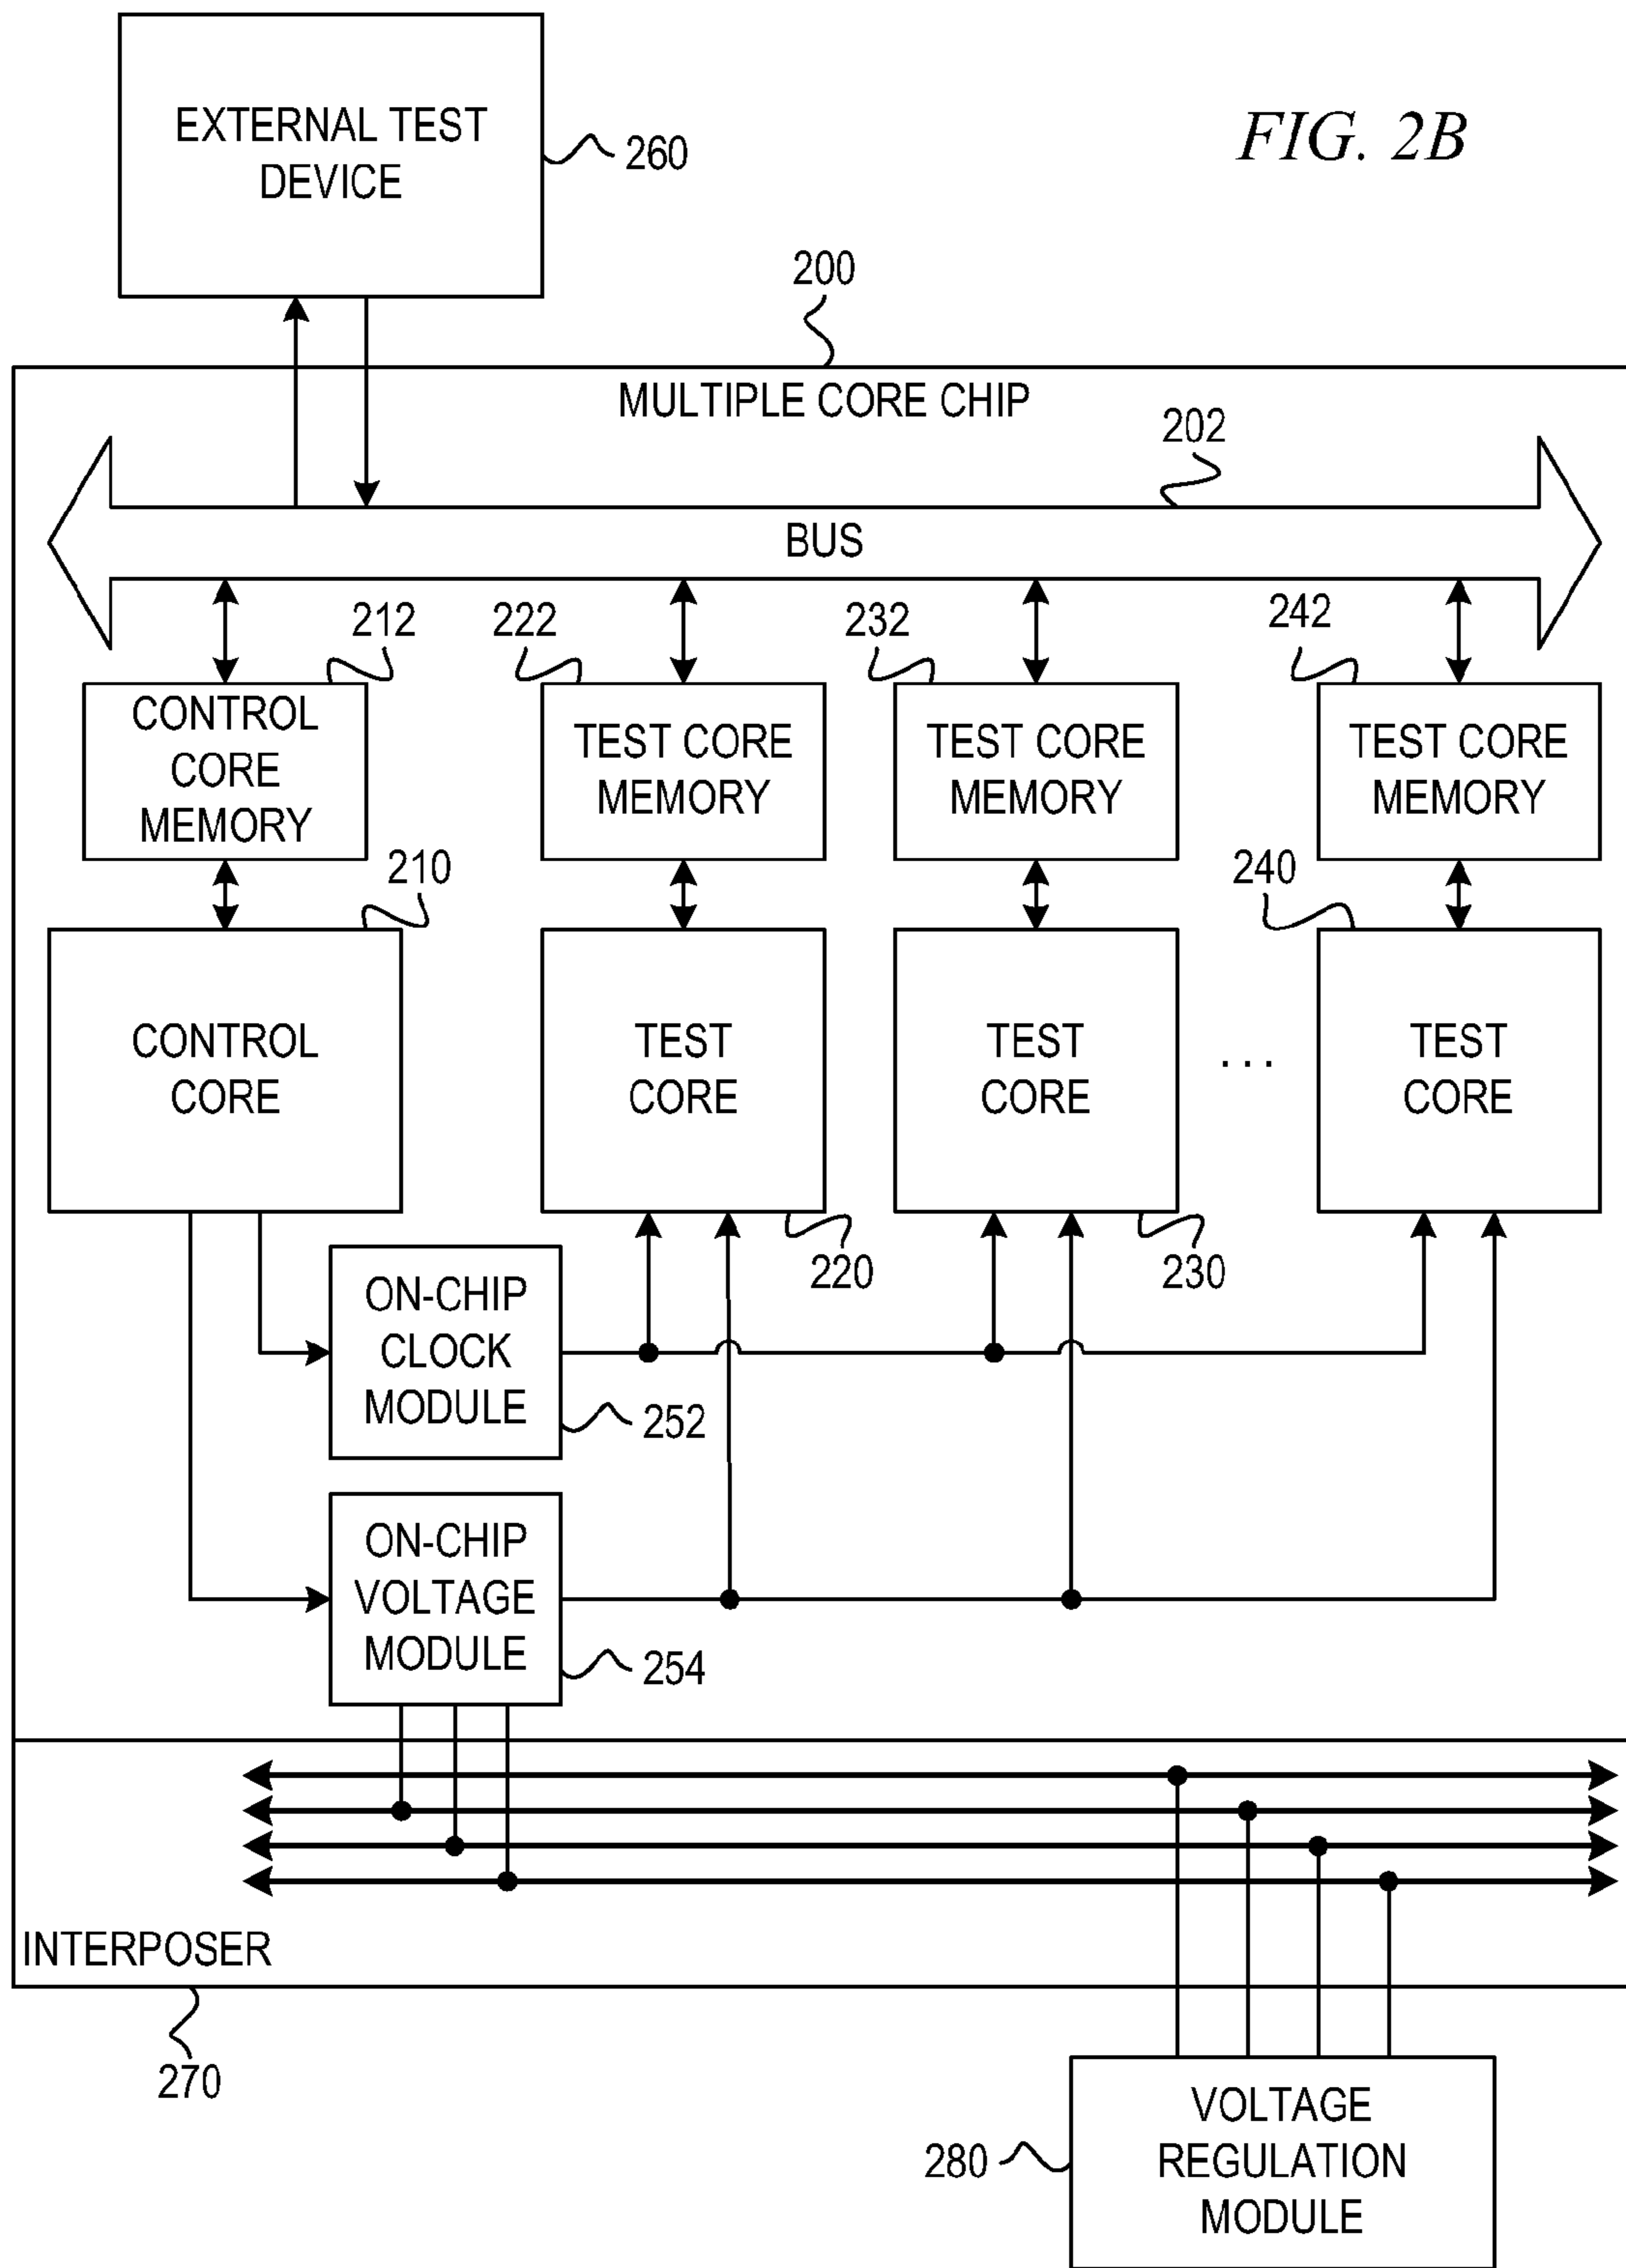 FIG. 2B
EXTERNAL TEST
DEVICE
260
200
MULTIPLE CORE CHIP
202
BUS
212
222
232
242
CONTROL
CORE
MEMORY
TEST CORE
MEMORY
TEST CORE
MEMORY
TEST CORE
MEMORY
210
240
CONTROL
CORE
TEST
CORE
TEST
CORE
. . .
TEST
CORE
220
230
ON-CHIP
CLOCK
MODULE
252
ON-CHIP
VOLTAGE
MODULE
254
INTERPOSER
270
280
VOLTAGE
REGULATION
MODULE